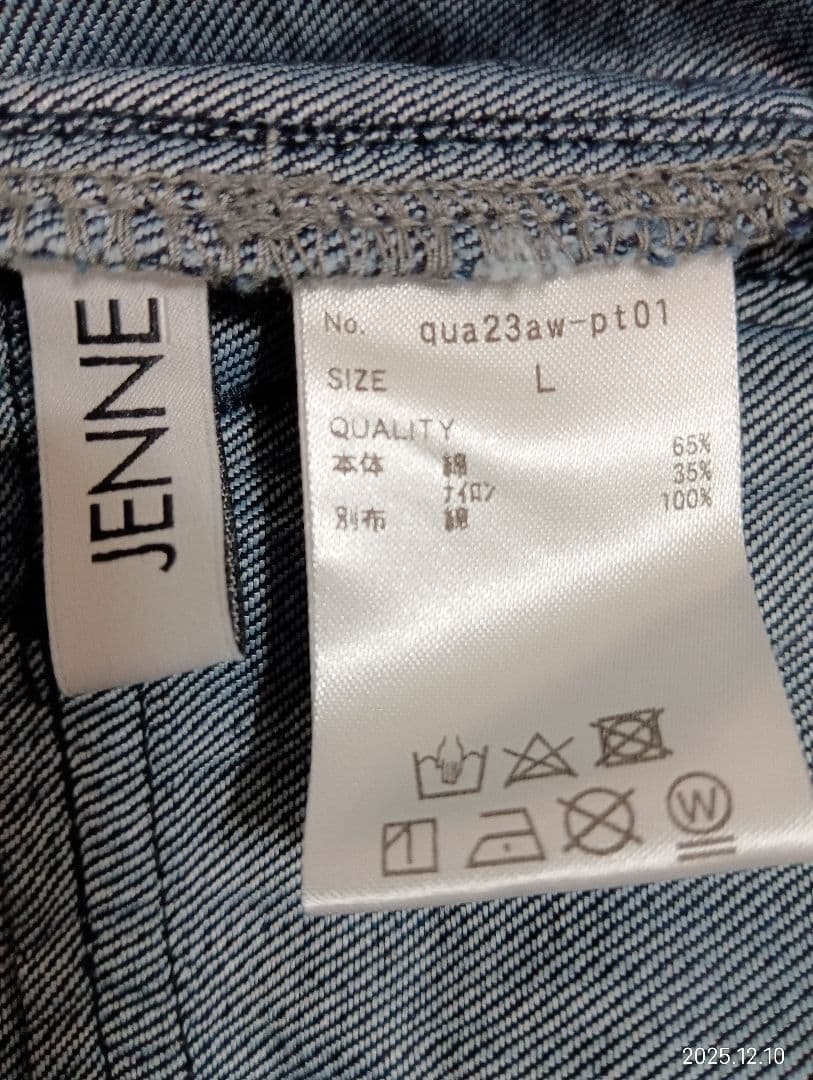 JENNE
No. qua23aw-pt01
SIZE L
QUALITY
本体 綿 65%
ナイロン 35%
別布 綿 100%
W
2025.12.10